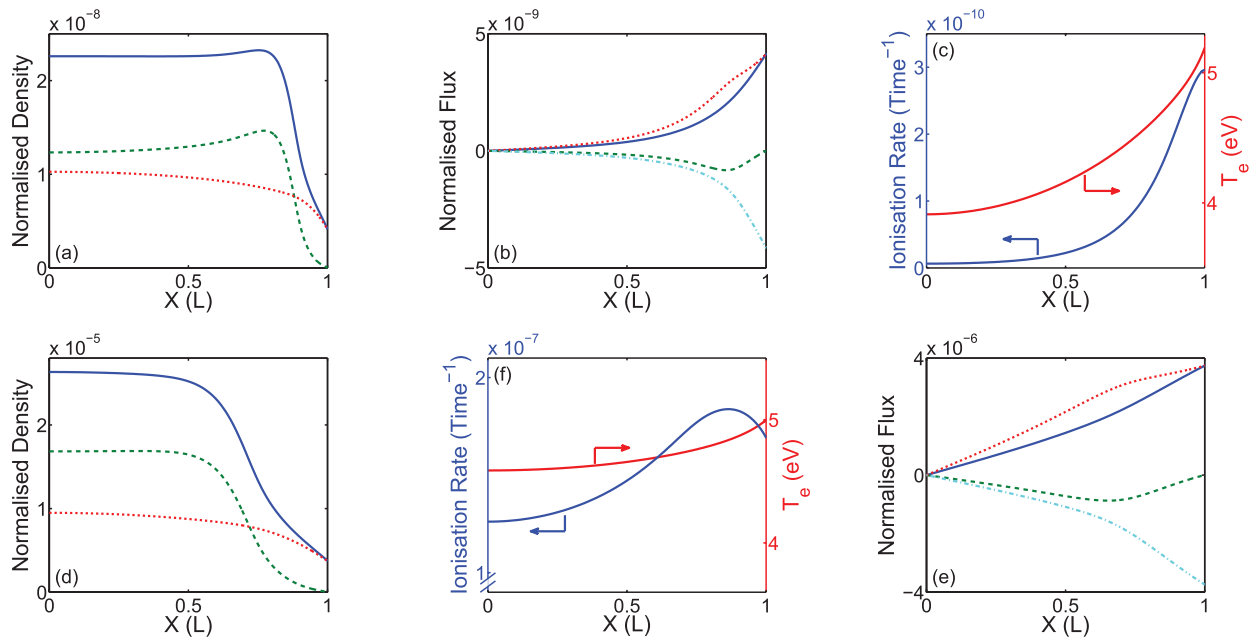 x 10⁻⁸
Normalised Density
2
1
0
(a)
0
0.5
1
X (L)
x 10⁻⁹
Normalised Flux
5
0
−5
(b)
0
0.5
1
X (L)
x 10⁻¹⁰
Ionisation Rate (Time⁻¹)
3
2
1
0
(c)
5
4
T_e (eV)
0
0.5
1
X (L)
x 10⁻⁵
Normalised Density
2
1
0
(d)
0
0.5
1
X (L)
x 10⁻⁷
Ionisation Rate (Time⁻¹)
2
1
(f)
5
4
T_e (eV)
0
0.5
1
X (L)
x 10⁻⁶
Normalised Flux
4
0
−4
(e)
0
0.5
1
X (L)